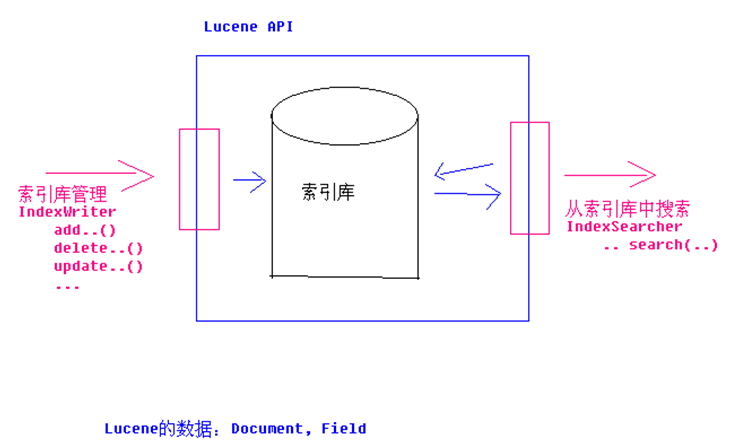 Lucene API
索引库
索引库管理
IndexWriter
add..()
delete..()
update..()
...
从索引库中搜索
IndexSearcher
.. search(..)
Lucene的数据: Document, Field